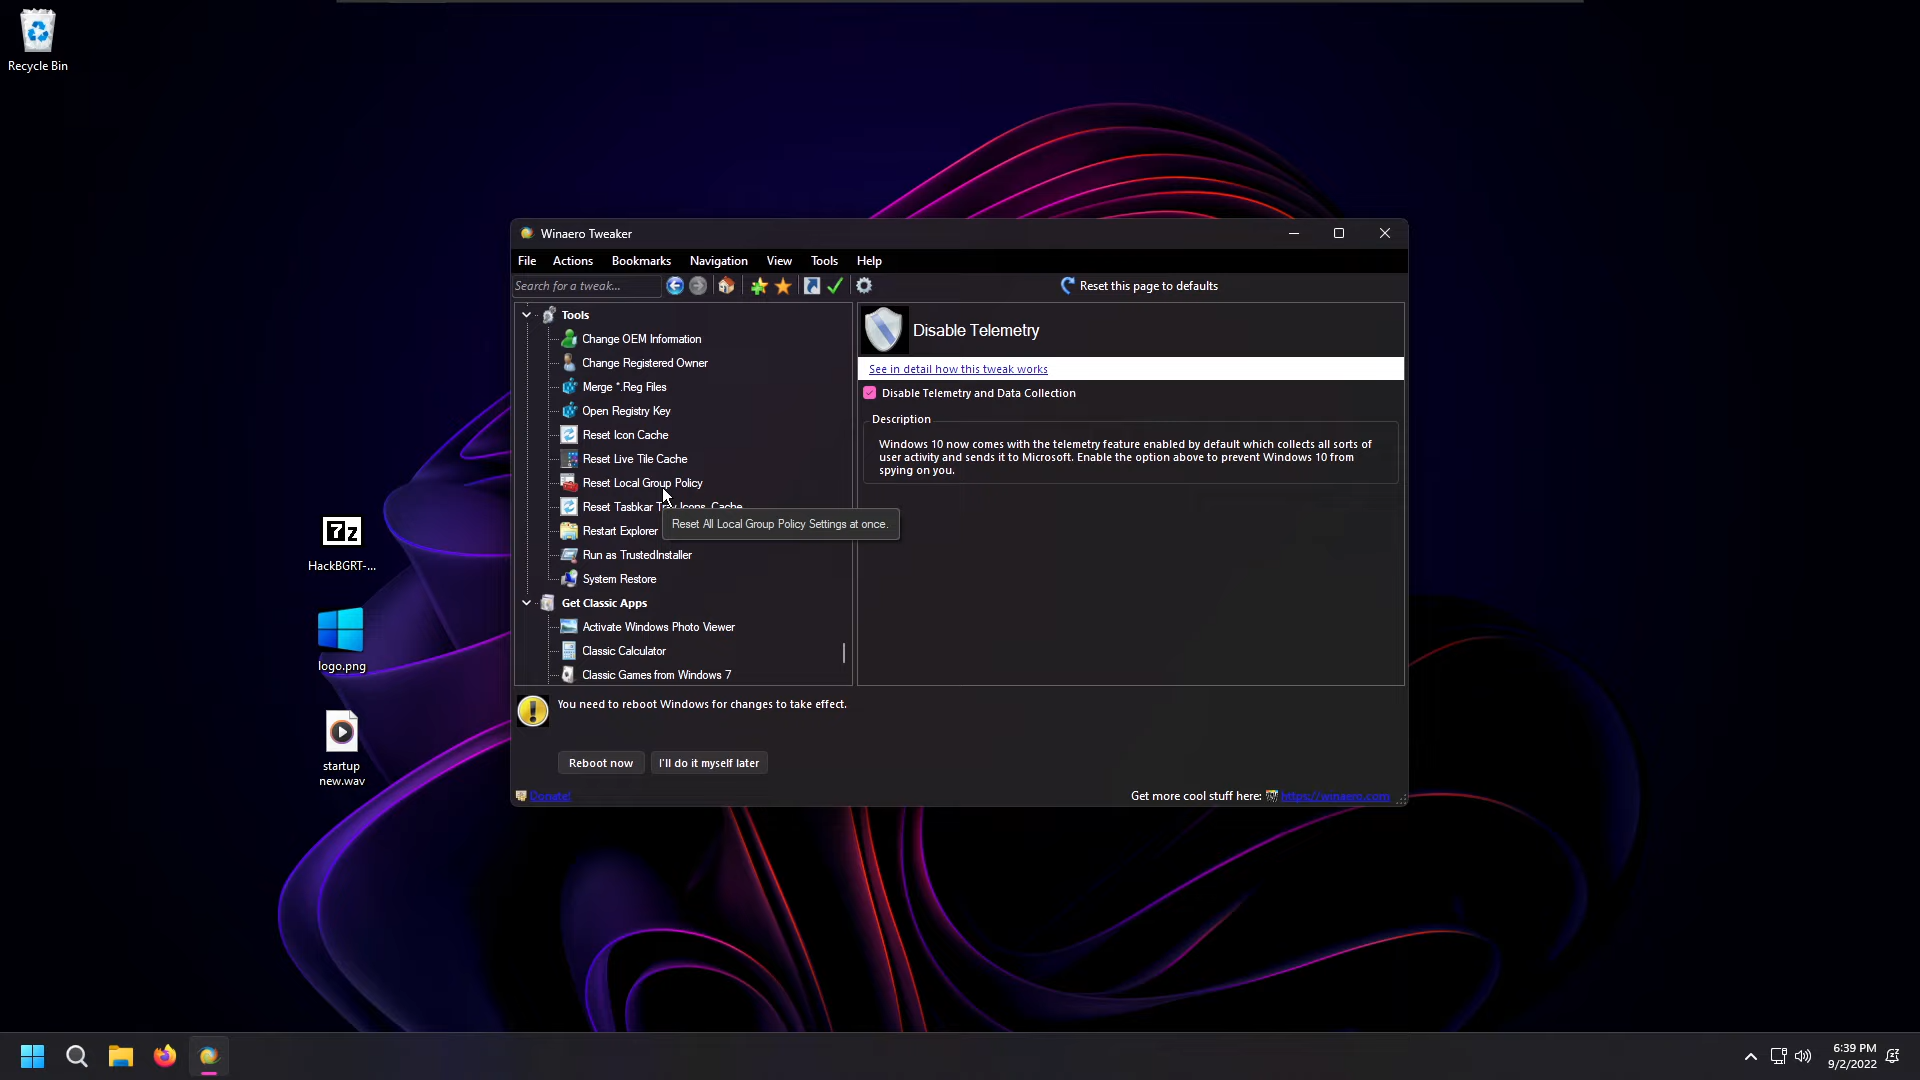 Recycle Bin
HackBGRT-...
logo.png
startup
new.wav
Winaero Tweaker
File Actions Bookmarks Navigation View Tools Help
Search for a tweak...
Reset this page to defaults
Tools
Change OEM Information
Change Registered Owner
Merge *.Reg Files
Open Registry Key
Reset Icon Cache
Reset Live Tile Cache
Reset Local Group Policy
Reset Taskbar Tray Icons Cache
Restart Explorer
Run as TrustedInstaller
System Restore
Get Classic Apps
Activate Windows Photo Viewer
Classic Calculator
Classic Games from Windows 7
Reset All Local Group Policy Settings at once.
Disable Telemetry
See in detail how this tweak works
Disable Telemetry and Data Collection
Description
Windows 10 now comes with the telemetry feature enabled by default which collects all sorts of
user activity and sends it to Microsoft. Enable the option above to prevent Windows 10 from
spying on you.
You need to reboot Windows for changes to take effect.
Reboot now
I'll do it myself later
Donate!
Get more cool stuff here: https://winaero.com
6:39 PM
9/2/2022